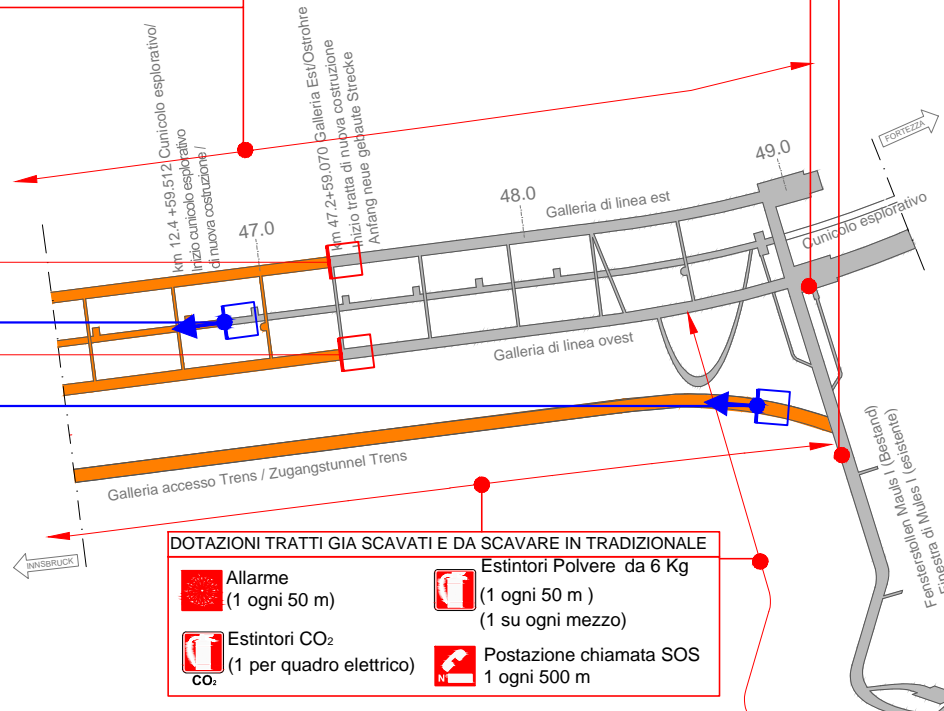 km 12.4 +59.512 Cunicolo esplorativo/
Inizio cunicolo esplorativo
di nuova costruzione /
km 47.2+59.070 Galleria Est/Ostrohre
Inizio tratta di nuova costruzione
Anfang neue gebaute Strecke
47.0
48.0
49.0
FORTEZZA
Galleria di linea est
Cunicolo esplorativo
Galleria di linea ovest
Galleria accesso Trens / Zugangstunnel Trens
Fensterstollen Mauls I (Bestand)
Finestra di Mules I (esistente)
INNSBRUCK
DOTAZIONI TRATTI GIA SCAVATI E DA SCAVARE IN TRADIZIONALE
Allarme
(1 ogni 50 m)
Estintori CO₂
(1 per quadro elettrico)
CO₂
Estintori Polvere da 6 Kg
(1 ogni 50 m )
(1 su ogni mezzo)
Postazione chiamata SOS
1 ogni 500 m
N°